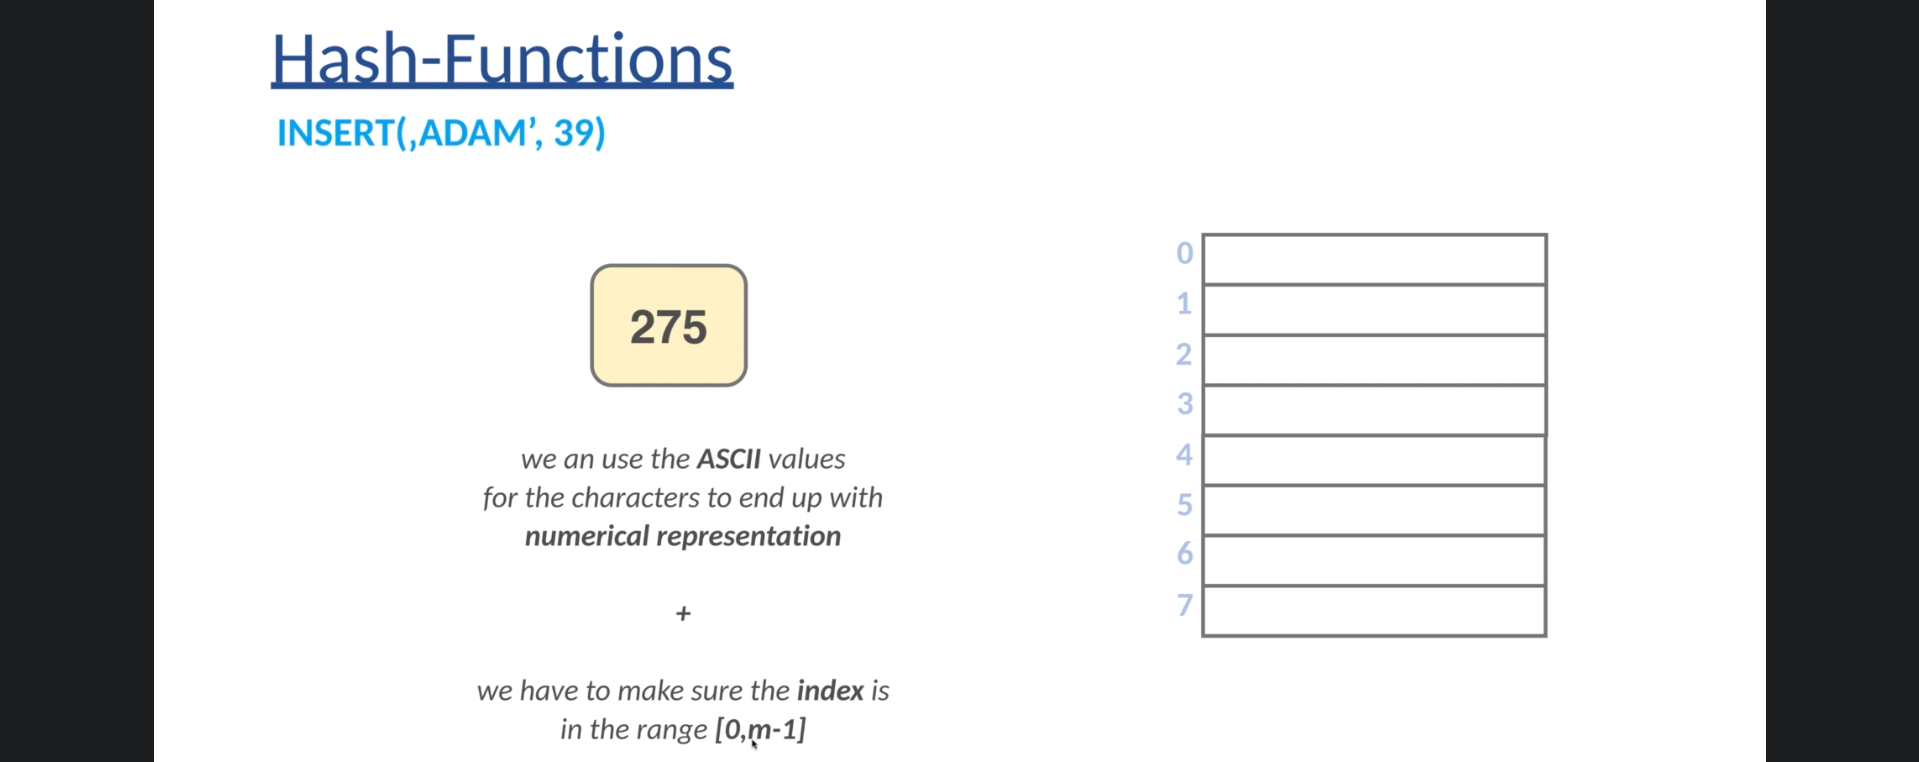 Hash-Functions
INSERT(‚ADAM’, 39)
275
we an use the ASCII values
for the characters to end up with
numerical representation
+
we have to make sure the index is
in the range [0,m-1]
0
1
2
3
4
5
6
7